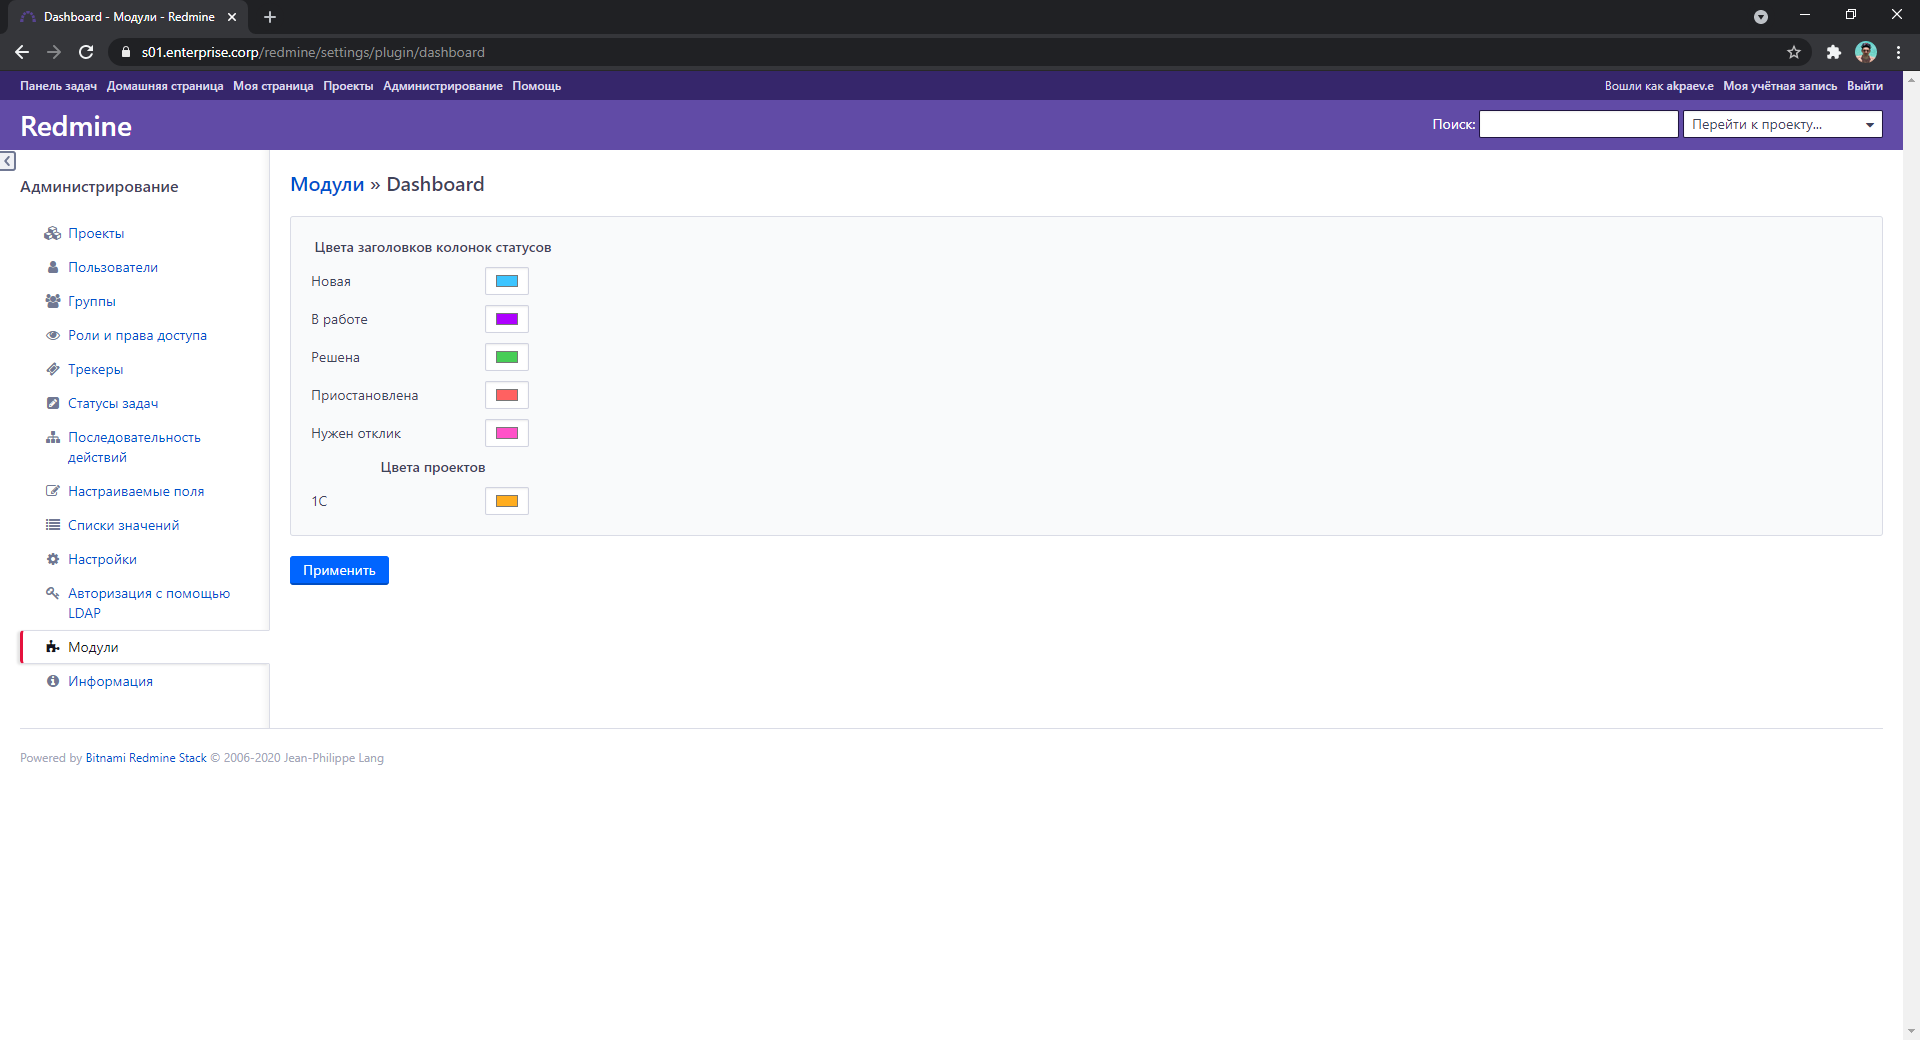 Dashboard - Модули - Redmine
s01.enterprise.corp/redmine/settings/plugin/dashboard
Панель задач Домашняя страница Моя страница Проекты Администрирование Помощь
Вошли как akpaev.e Моя учётная запись Выйти
Redmine
Поиск: Перейти к проекту...
Администрирование
Проекты
Пользователи
Группы
Роли и права доступа
Трекеры
Статусы задач
Последовательность
действий
Настраиваемые поля
Списки значений
Настройки
Авторизация с помощью
LDAP
Модули
Информация
Модули » Dashboard
Цвета заголовков колонок статусов
Новая
В работе
Решена
Приостановлена
Нужен отклик
Цвета проектов
1С
Применить
Powered by Bitnami Redmine Stack © 2006-2020 Jean-Philippe Lang